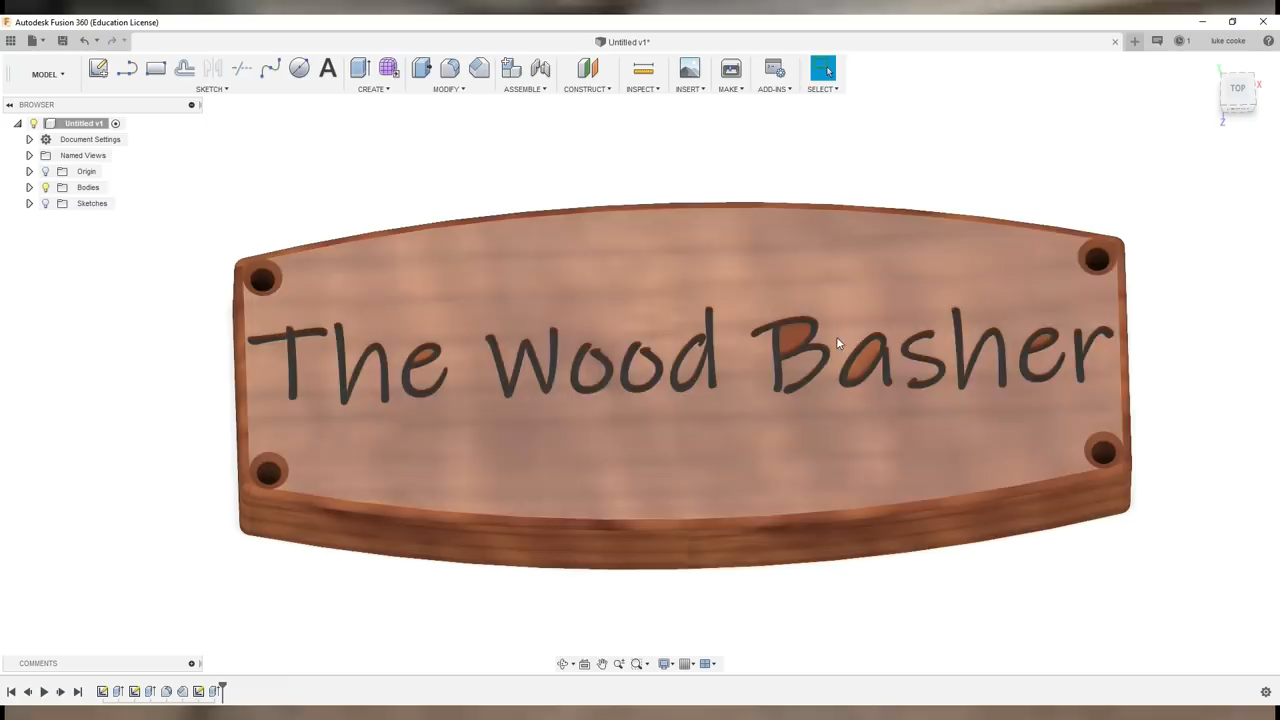 Autodesk Fusion 360 (Education License)
Untitled v1*
1
luke cooke
MODEL
SKETCH
CREATE
MODIFY
ASSEMBLE
CONSTRUCT
INSPECT
INSERT
MAKE
ADD-INS
SELECT
TOP
X
Y
Z
BROWSER
Untitled v1
Document Settings
Named Views
Origin
Bodies
Sketches
The Wood Basher
COMMENTS